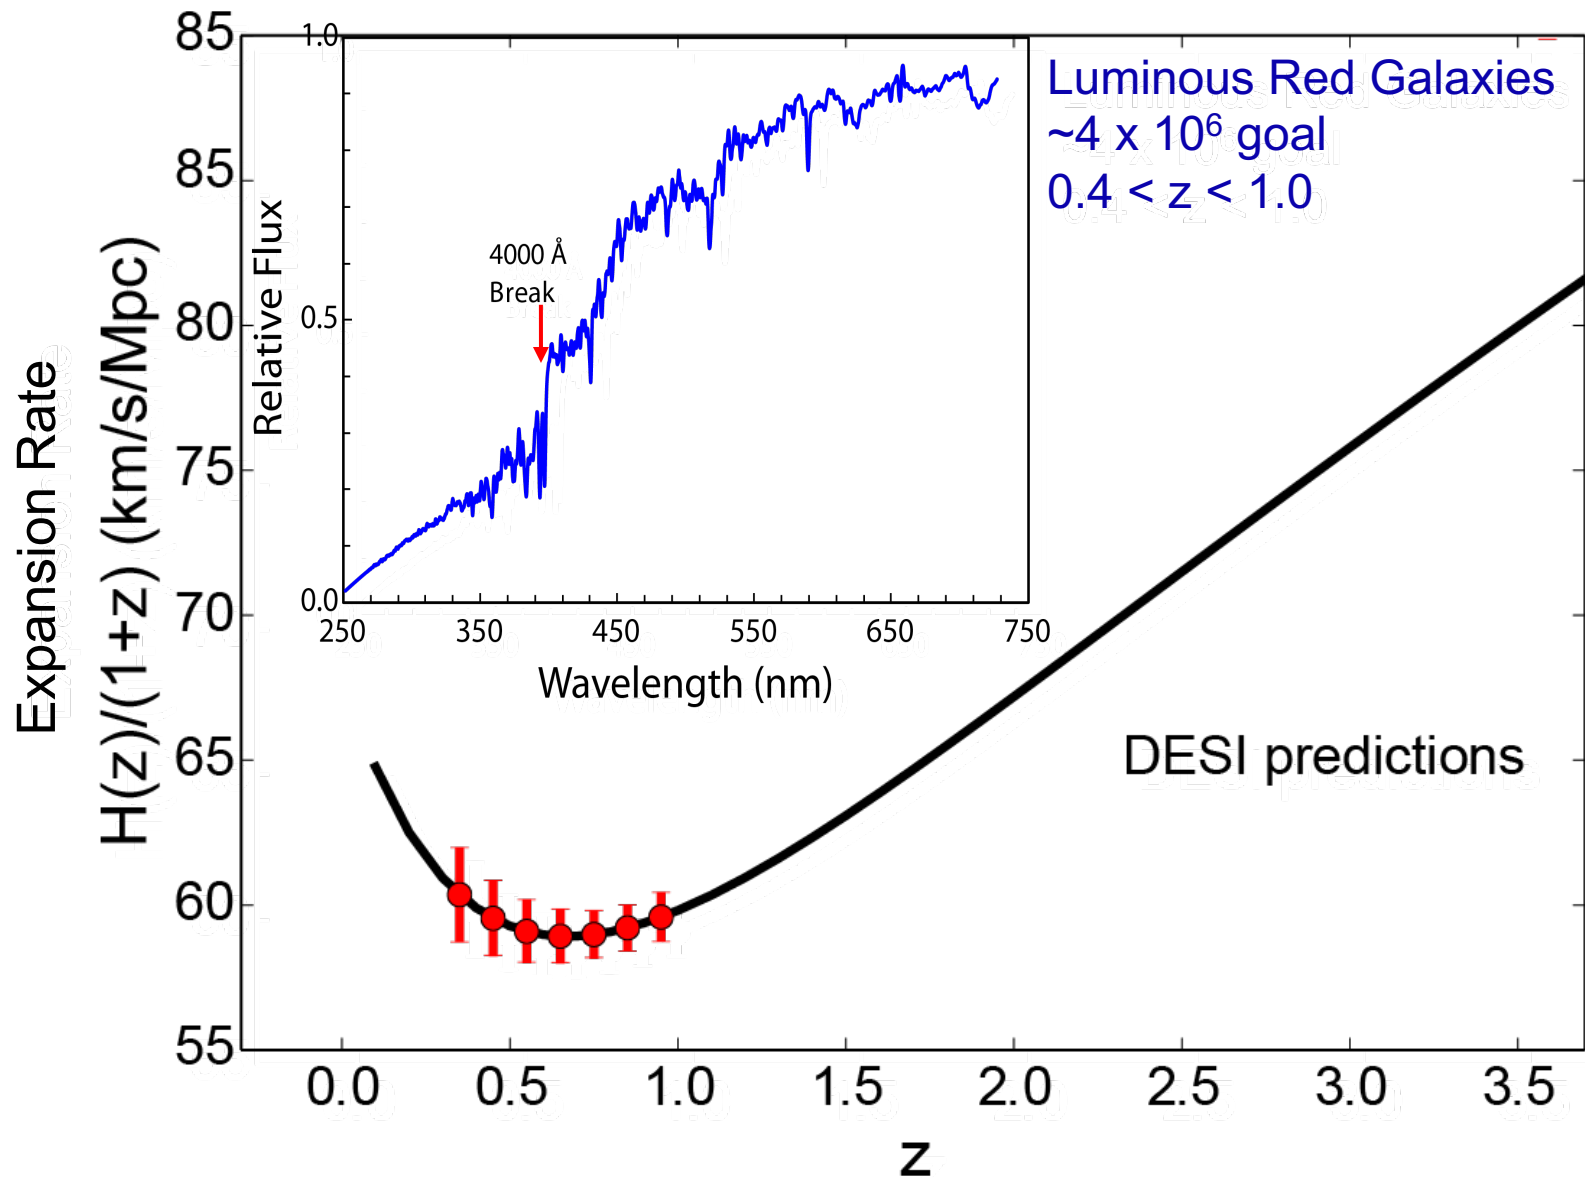 Expansion Rate
H(z)/(1+z) (km/s/Mpc)
85
85
80
75
70
65
60
55
0.0 0.5 1.0 1.5 2.0 2.5 3.0 3.5
z
Relative Flux
1.0
0.5
0.0
250 350 450 550 650 750
Wavelength (nm)
4000 Å
Break
Luminous Red Galaxies
~4 x 10⁶ goal
0.4 < z < 1.0
DESI predictions